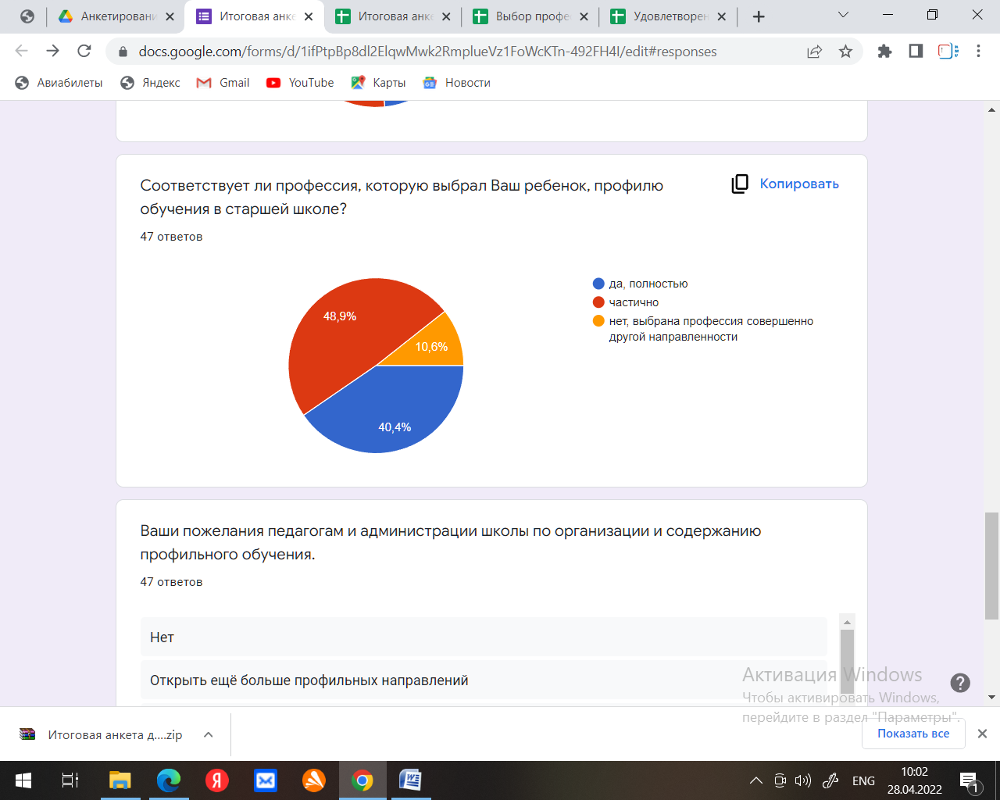 Анкетировани
Итоговая анке
Итоговая анке
Выбор профе
Удовлетворен
docs.google.com/forms/d/1ifPtpBp8dl2ElqwMwk2RmplueVz1FoWcKTn-492FH4I/edit#responses
Авиабилеты
Яндекс
Gmail
YouTube
Карты
Новости
Соответствует ли профессия, которую выбрал Ваш ребенок, профилю
обучения в старшей школе?
Копировать
47 ответов
48,9%
10,6%
40,4%
да, полностью
частично
нет, выбрана профессия совершенно
другой направленности
Ваши пожелания педагогам и администрации школы по организации и содержанию
профильного обучения.
47 ответов
Нет
Открыть ещё больше профильных направлений
Активация Windows
Чтобы активировать Windows,
перейдите в раздел "Параметры".
Итоговая анкета д....zip
Показать все
Я
ENG
10:02
28.04.2022
1